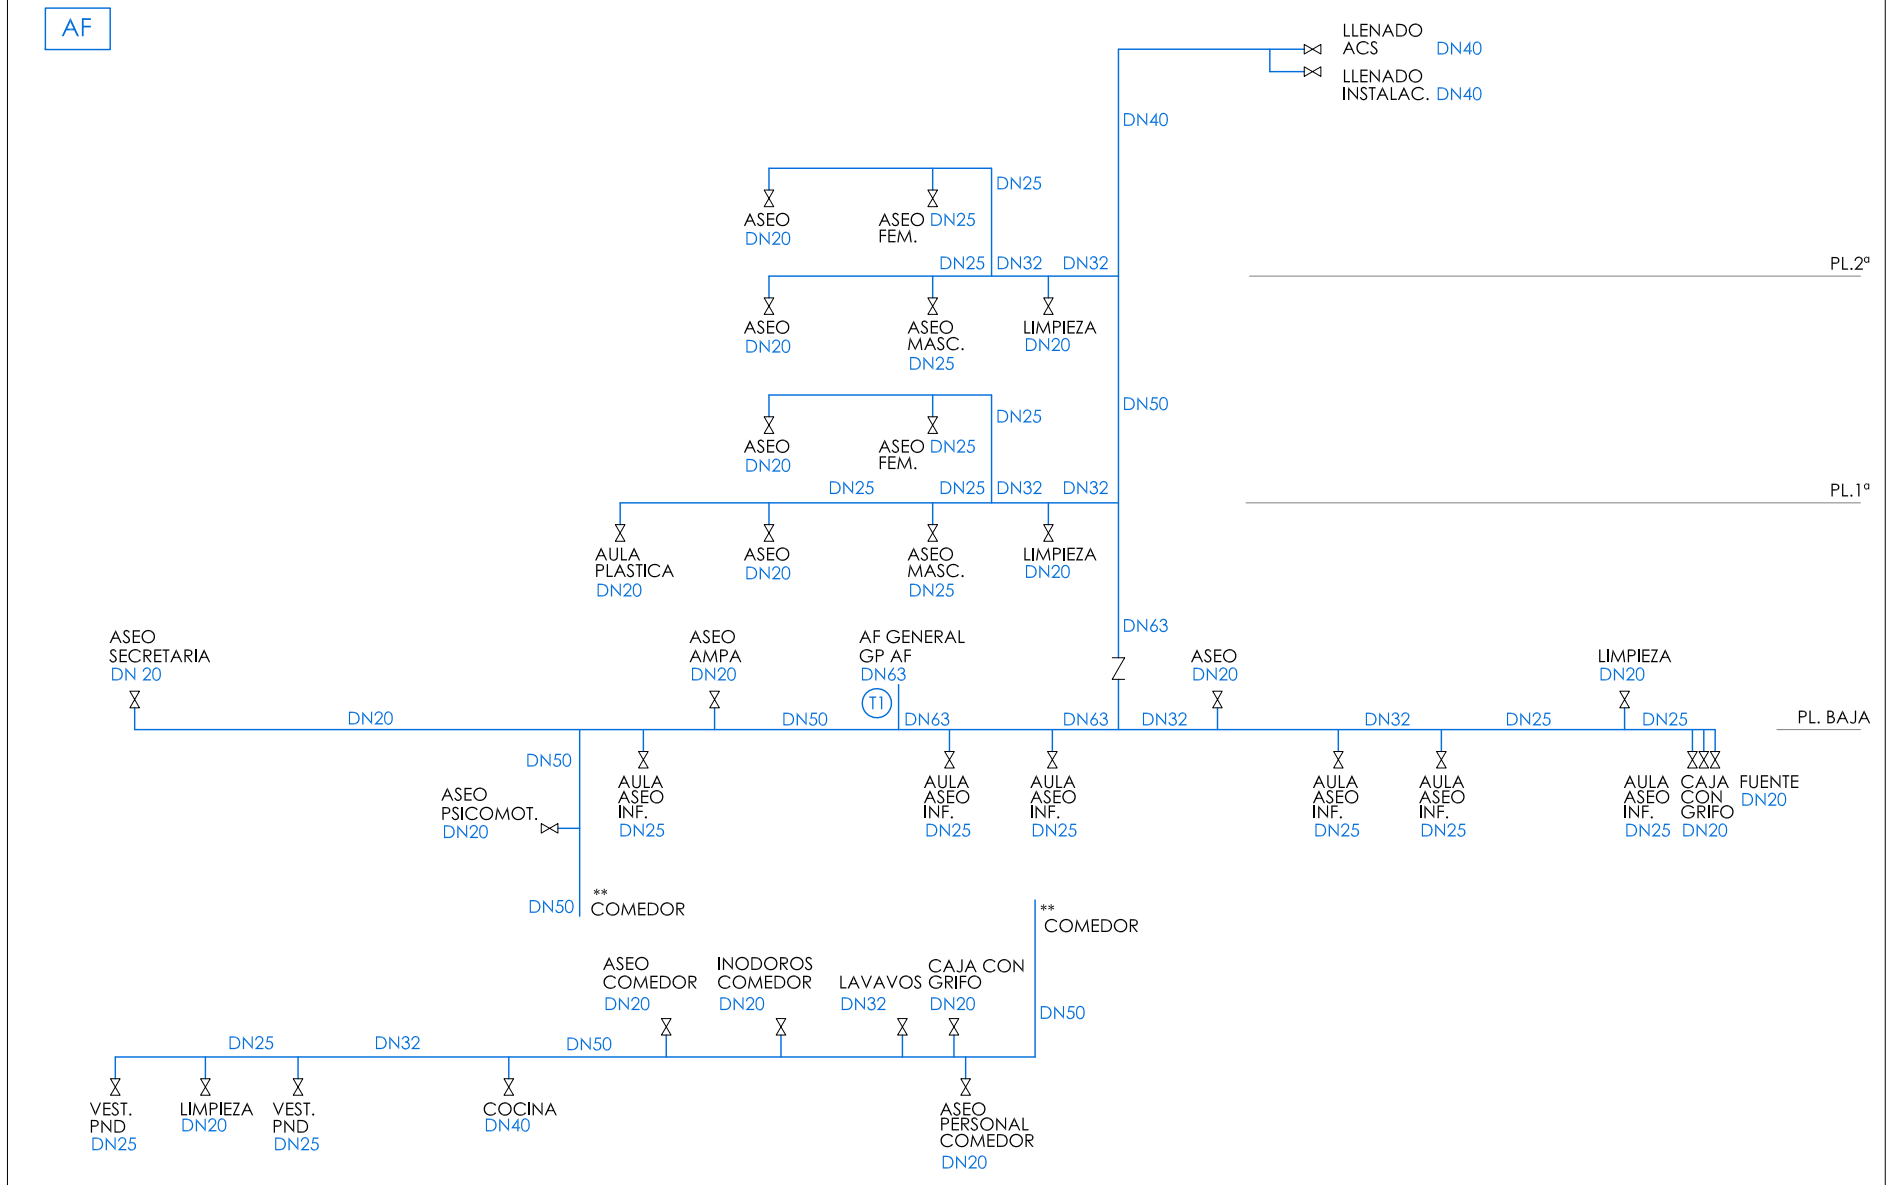 AF
LLENADO
ACS DN40
LLENADO
INSTALAC. DN40
DN40
DN25
ASEO
DN20
ASEO DN25
FEM.
DN25 DN32 DN32
PL.2ª
ASEO
DN20
ASEO
MASC.
DN25
LIMPIEZA
DN20
DN50
DN25
ASEO
DN20
ASEO DN25
FEM.
DN25 DN25 DN32 DN32
PL.1ª
AULA
PLASTICA
DN20
ASEO
DN20
ASEO
MASC.
DN25
LIMPIEZA
DN20
DN63
ASEO
SECRETARIA
DN 20
ASEO
AMPA
DN20
AF GENERAL
GP AF
DN63
T1
ASEO
DN20
LIMPIEZA
DN20
DN20 DN50 DN63 DN63 DN32 DN32 DN25 DN25
PL. BAJA
DN50
ASEO
PSICOMOT.
DN20
AULA
ASEO
INF.
DN25
AULA
ASEO
INF.
DN25
AULA
ASEO
INF.
DN25
AULA
ASEO
INF.
DN25
AULA
ASEO
INF.
DN25
AULA
ASEO
INF.
DN25
CAJA
CON
GRIFO
DN20
FUENTE
DN20
DN50
**
COMEDOR
**
COMEDOR
DN50
ASEO
COMEDOR
DN20
INODOROS
COMEDOR
DN20
LAVAVOS
DN32
CAJA CON
GRIFO
DN20
DN25 DN32 DN50
VEST.
PND
DN25
LIMPIEZA
DN20
VEST.
PND
DN25
COCINA
DN40
ASEO
PERSONAL
COMEDOR
DN20